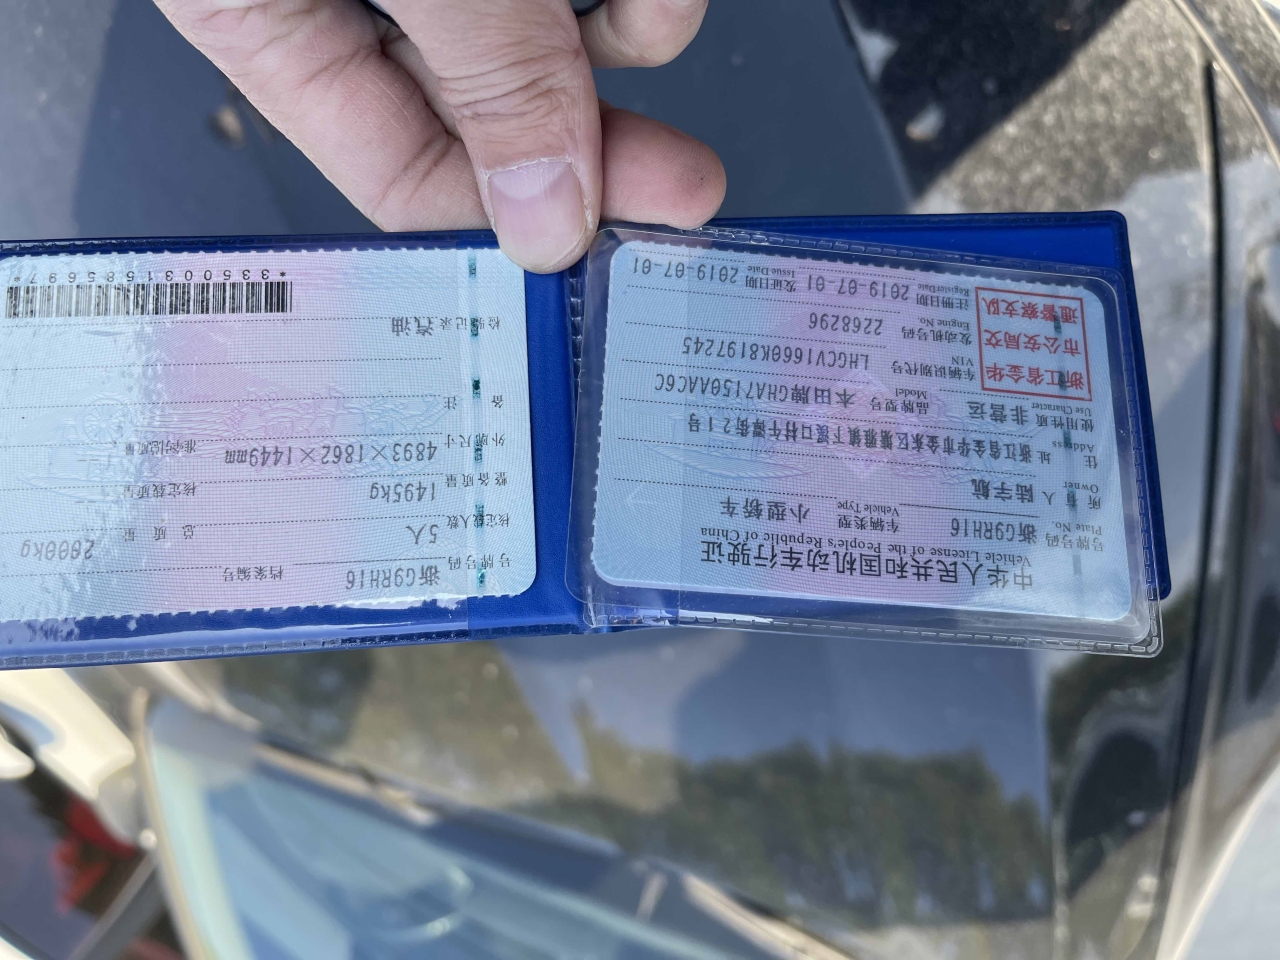 中华人民共和国机动车行驶证
Vehicle License of the People's Republic of China
号牌号码 浙G9RH16 车辆类型 小型轿车
Plate No. Vehicle Type
所有人 陆宇航
Owner
住址 浙江省金华市金东区
Address
使用性质 非营运 品牌型号 本田牌GHA7150AAC6C
Use Character Model
浙江省金华
市公安局交
通警察支队
车辆识别代号 LHGCV1660K8197245
VIN
发动机号码 2268296
Engine No.
注册日期 2019-07-01 发证日期 2019-07-01
Register Date Issue Date
号牌号码 浙G9RH16 档案编号
核定载人数 5人 总质量 2000kg
整备质量 1495kg 核定载质量
外廓尺寸 4893×1862×1449mm 准牵引总质量
备注
检验记录 汽油
*3350031585697*